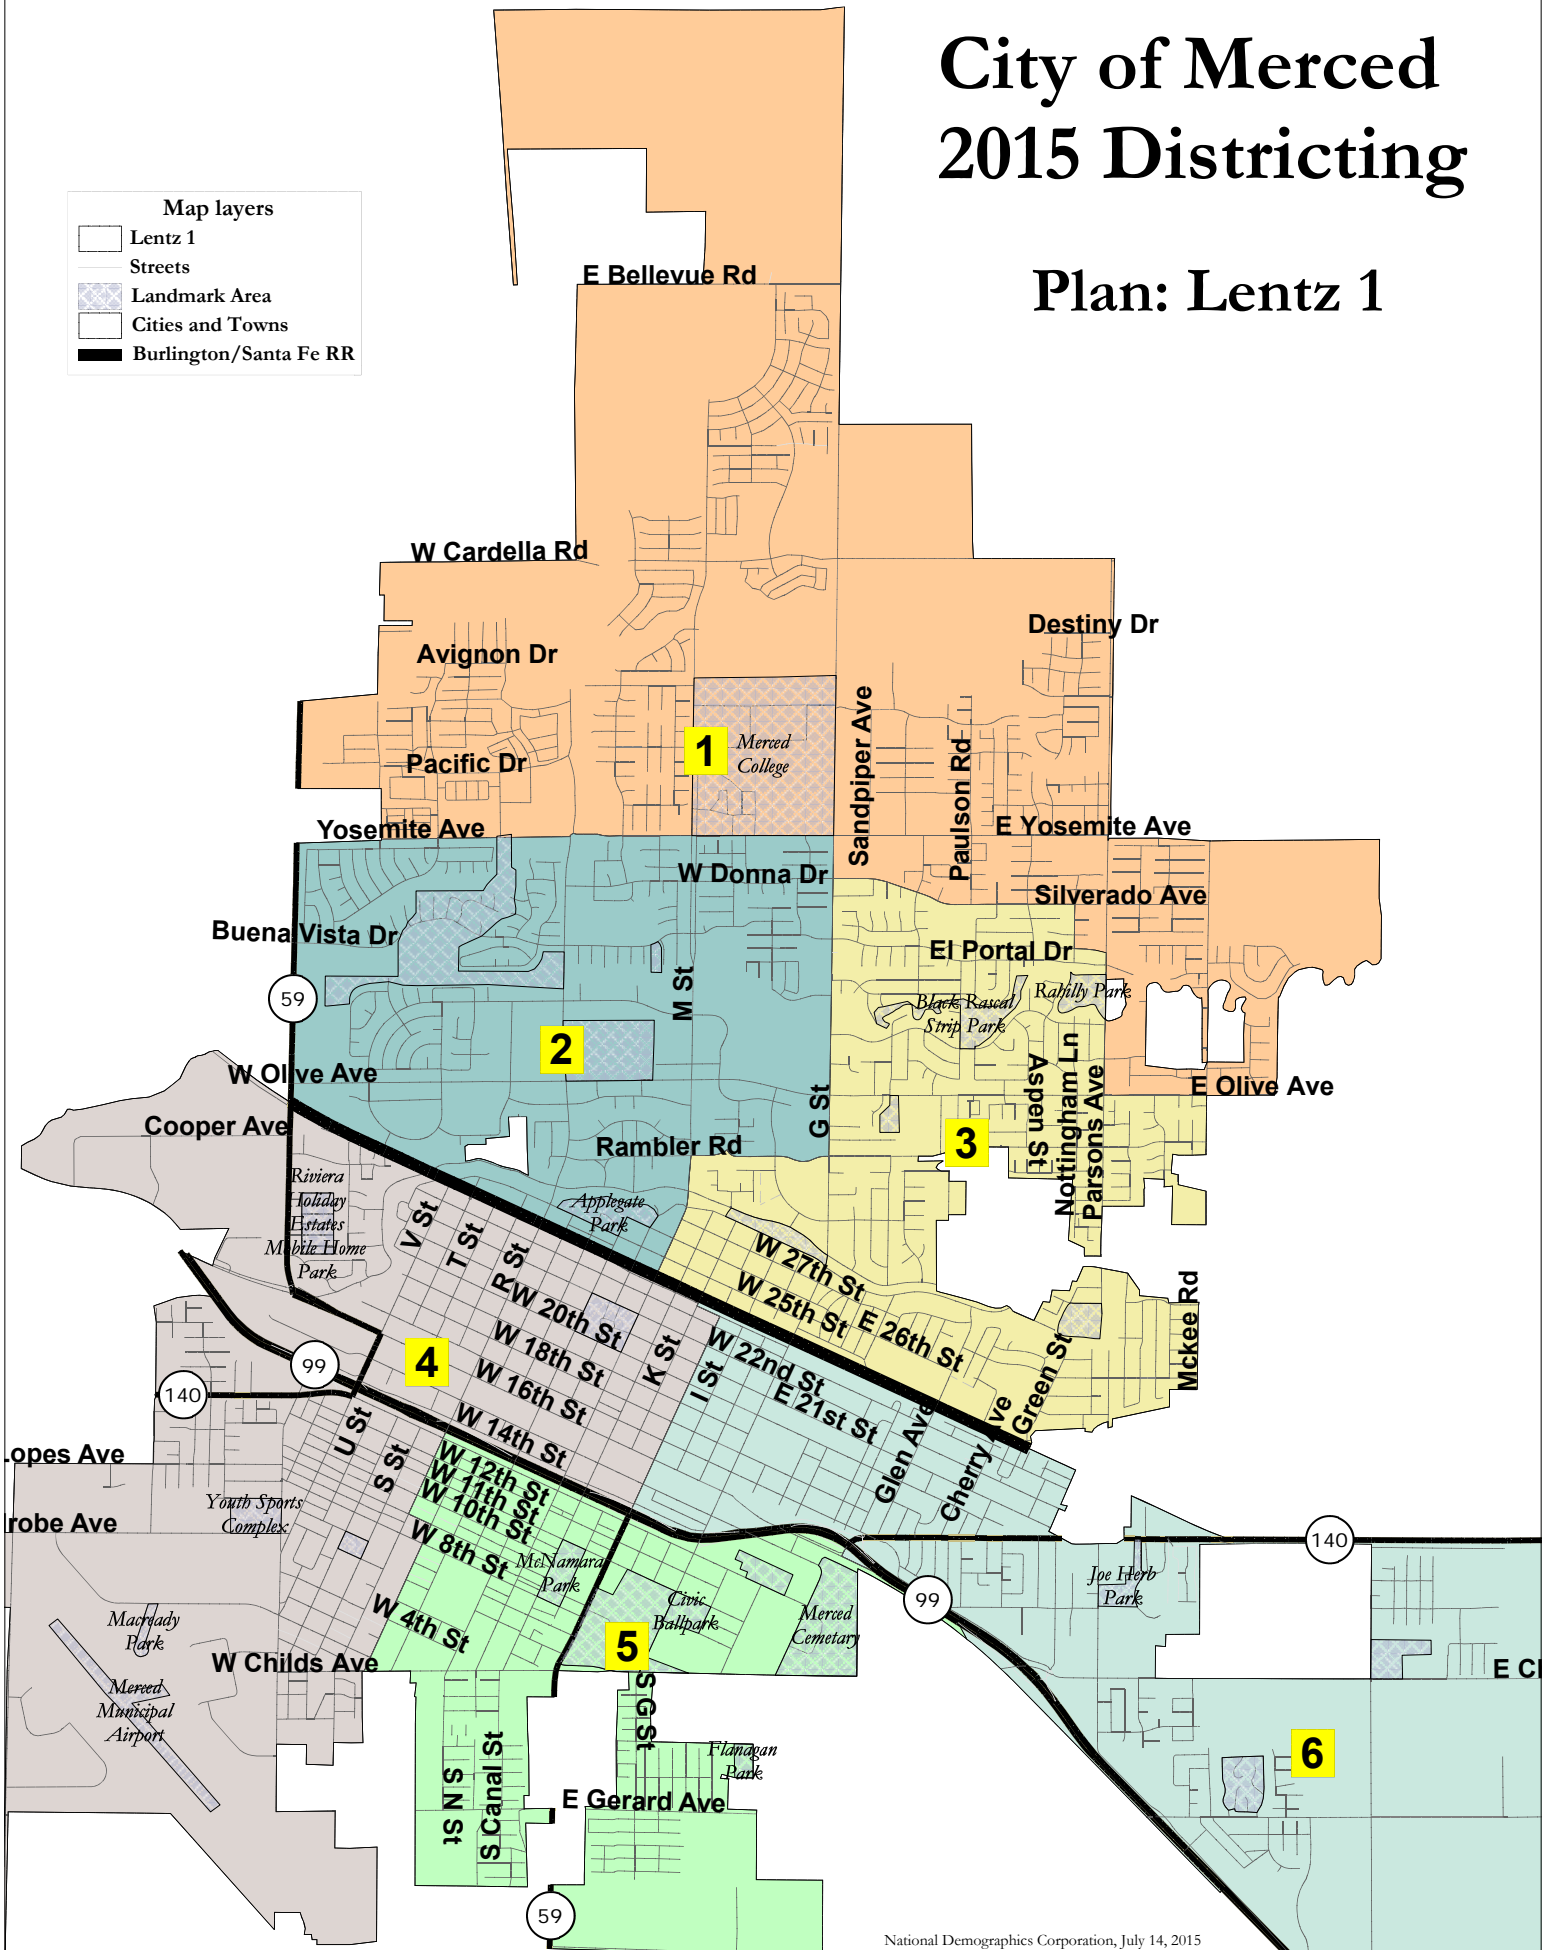 City of Merced
2015 Districting
Plan: Lentz 1
Map layers
Lentz 1
Streets
Landmark Area
Cities and Towns
Burlington/Santa Fe RR
E Bellevue Rd
W Cardella Rd
Destiny Dr
Avignon Dr
Sandpiper Ave
Paulson Rd
1
Merced
College
Pacific Dr
Yosemite Ave
E Yosemite Ave
W Donna Dr
Silverado Ave
Buena Vista Dr
El Portal Dr
M St
59
Black Rascal
Strip Park
Rahilly Park
2
W Olive Ave
E Olive Ave
G St
Aspen St
Nottingham Ln
Parsons Ave
Cooper Ave
Rambler Rd
3
Riviera
Holiday
Estates
Mobile Home
Park
Applegate
Park
V St
T St
R St
W 27th St
W 25th St
E 26th St
W 20th St
W 18th St
W 16th St
W 14th St
K St
I St
W 22nd St
E 21st St
Green St
Mckee Rd
99
4
140
U St
S St
Glen Ave
Cherry Ave
Lopes Ave
W 12th St
W 11th St
W 10th St
W 8th St
W 4th St
Youth Sports
Complex
robe Ave
McNamara
Park
140
Joe Herb
Park
99
Civic
Ballpark
Merced
Cemetary
Macready
Park
5
W Childs Ave
E C
Merced
Municipal
Airport
S G St
S N St
S Canal St
Flanagan
Park
6
E Gerard Ave
59
National Demographics Corporation, July 14, 2015